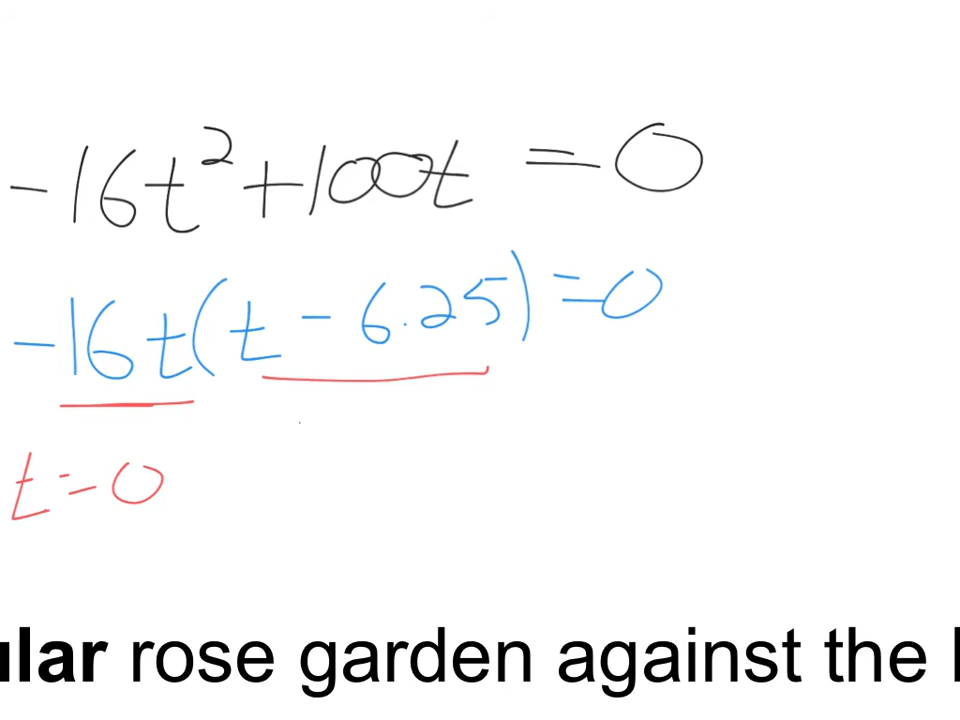 -16t²+100t = 0
-16t(t - 6.25)=0
t=0
ular rose garden against the